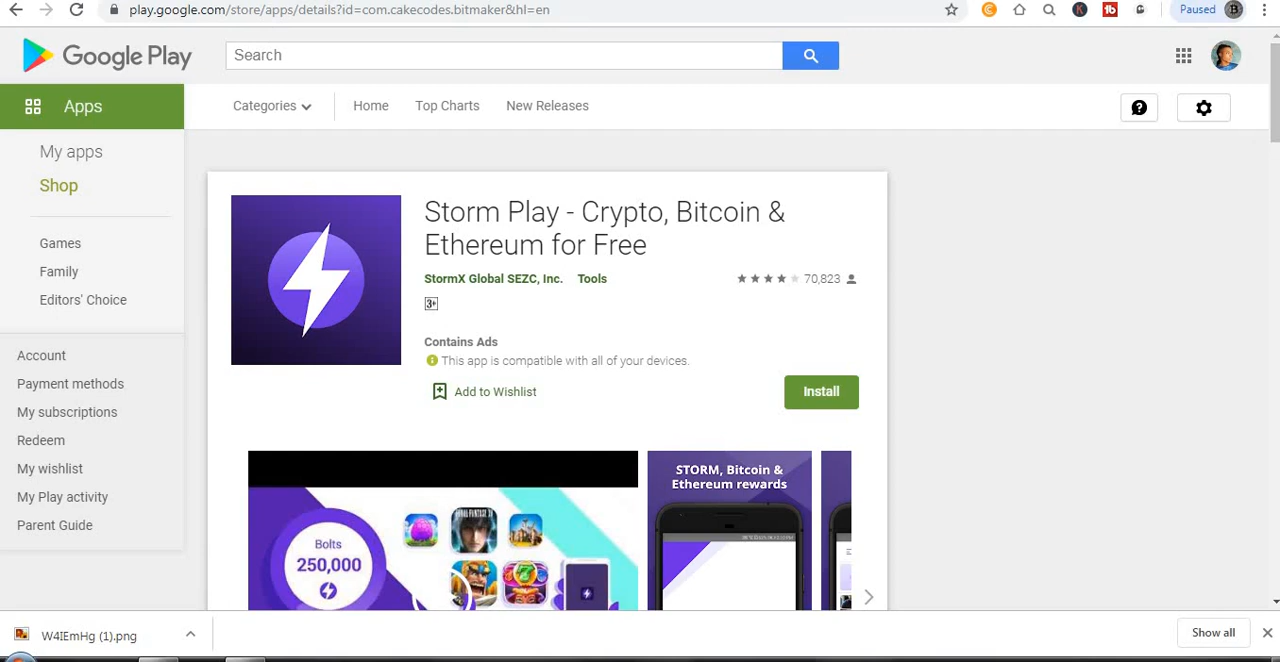 play.google.com/store/apps/details?id=com.cakecodes.bitmaker&hl=en
Paused
Google Play
Search
Apps
Categories
Home
Top Charts
New Releases
My apps
Shop
Games
Family
Editors' Choice
Account
Payment methods
My subscriptions
Redeem
My wishlist
My Play activity
Parent Guide
Storm Play - Crypto, Bitcoin &
Ethereum for Free
StormX Global SEZC, Inc. Tools
70,823
3+
Contains Ads
This app is compatible with all of your devices.
Add to Wishlist
Install
Bolts
250,000
STORM, Bitcoin &
Ethereum rewards
W4IEmHg (1).png
Show all